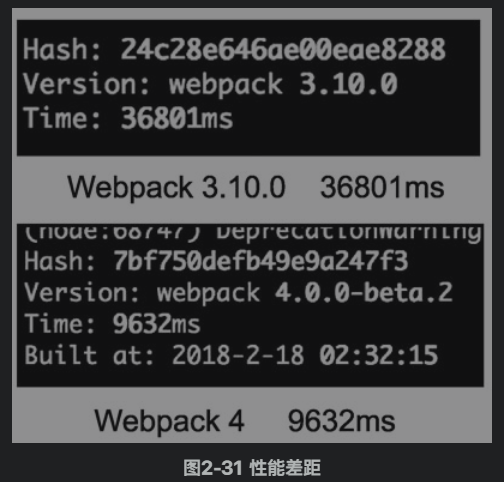 Hash: 24c28e646ae00eae8288
Version: webpack 3.10.0
Time: 36801ms
Webpack 3.10.0 36801ms
(node:68747) DeprecationWarning
Hash: 7bf750defb49e9a247f3
Version: webpack 4.0.0-beta.2
Time: 9632ms
Built at: 2018-2-18 02:32:15
Webpack 4 9632ms
图2-31 性能差距